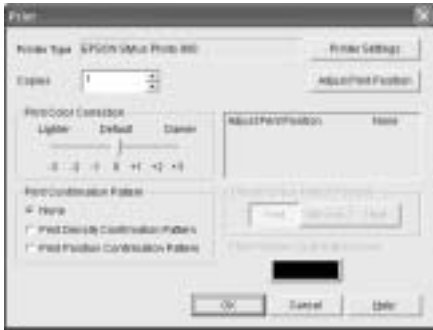 Print
Printer Type EPSON Stylus Photo
Printer Settings
Copies 1
Adjust Print Position
Print Color Correction
Lighter Default Darker
-3 -2 -1 0 +1 +2 +3
Adjust Print Position None
Print Confirmation Pattern
None
Print Density Confirmation Pattern
Print Position Confirmation Pattern
OK Cancel Help